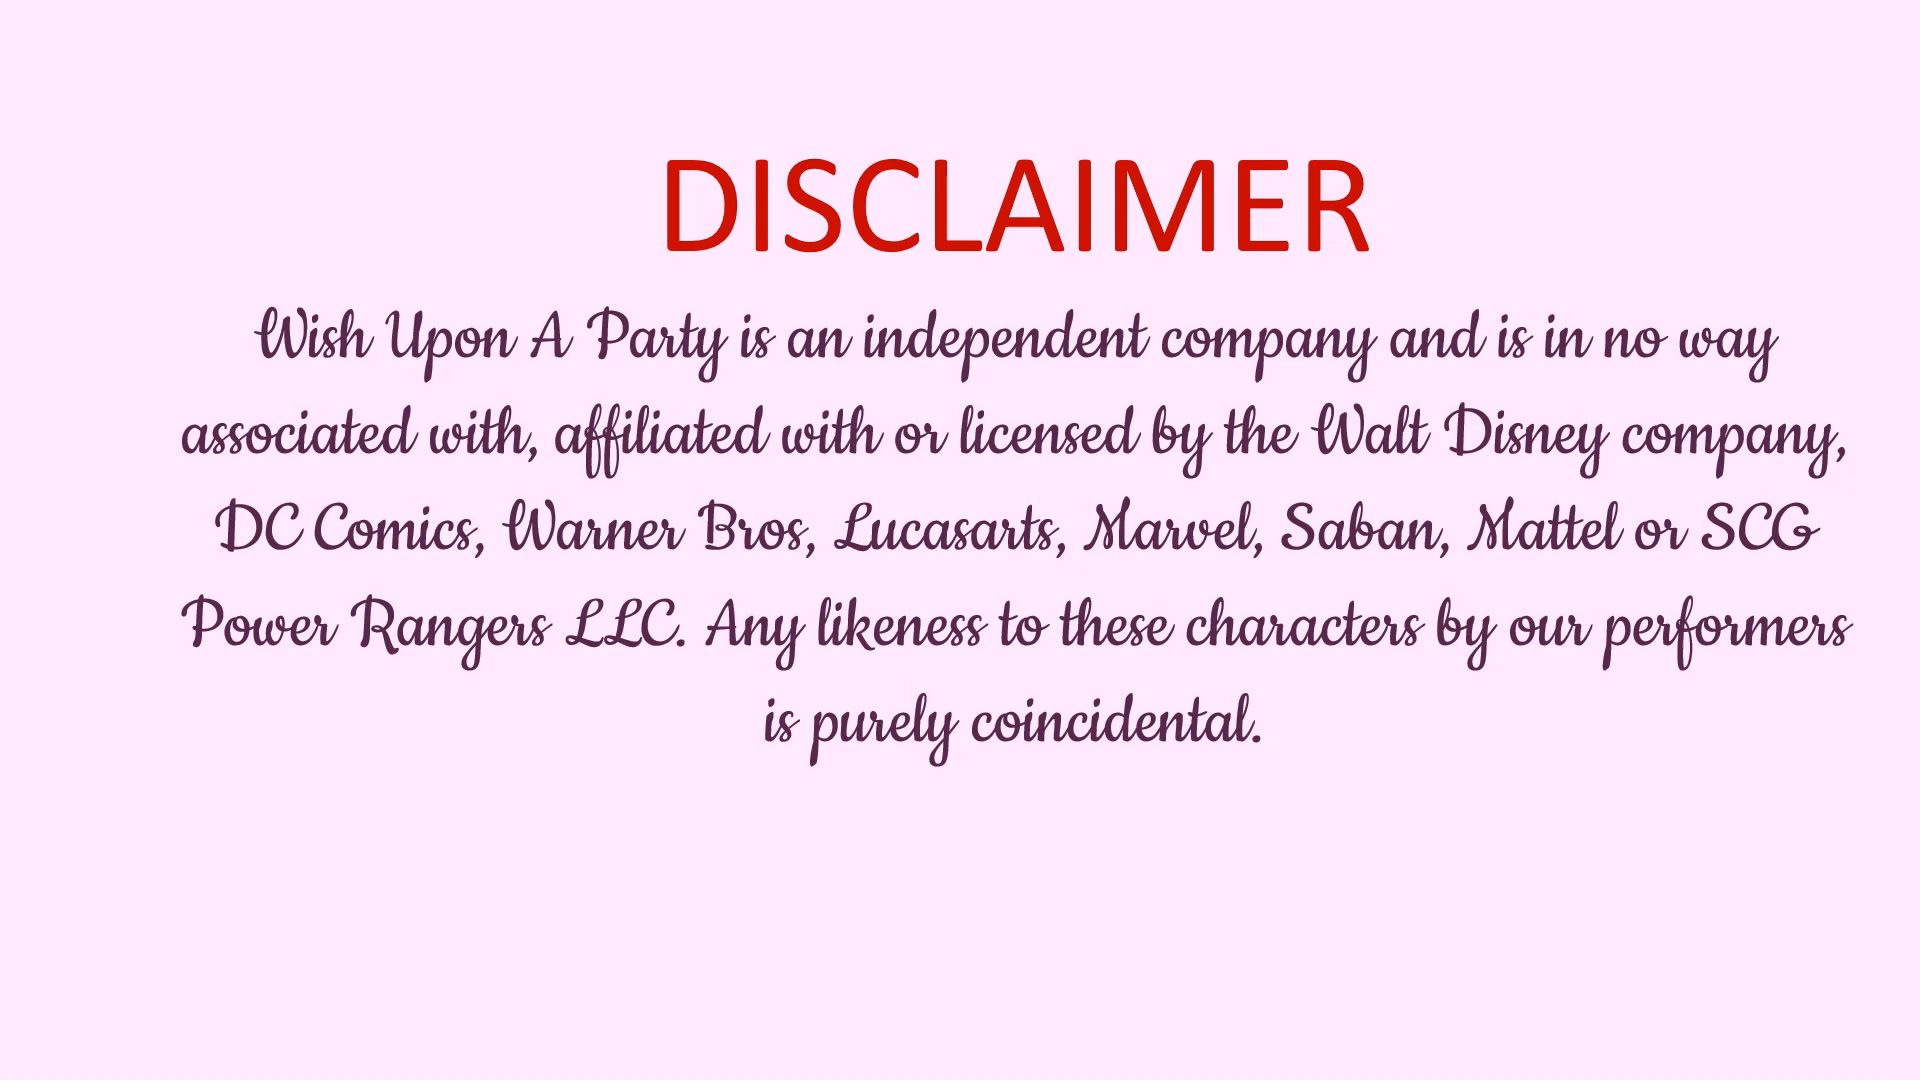 DISCLAIMER
Wish Upon A Party is an independent company and is in no way
associated with, affiliated with or licensed by the Walt Disney company,
DC Comics, Warner Bros, Lucasarts, Marvel, Saban, Mattel or SCG
Power Rangers LLC. Any likeness to these characters by our performers
is purely coincidental.